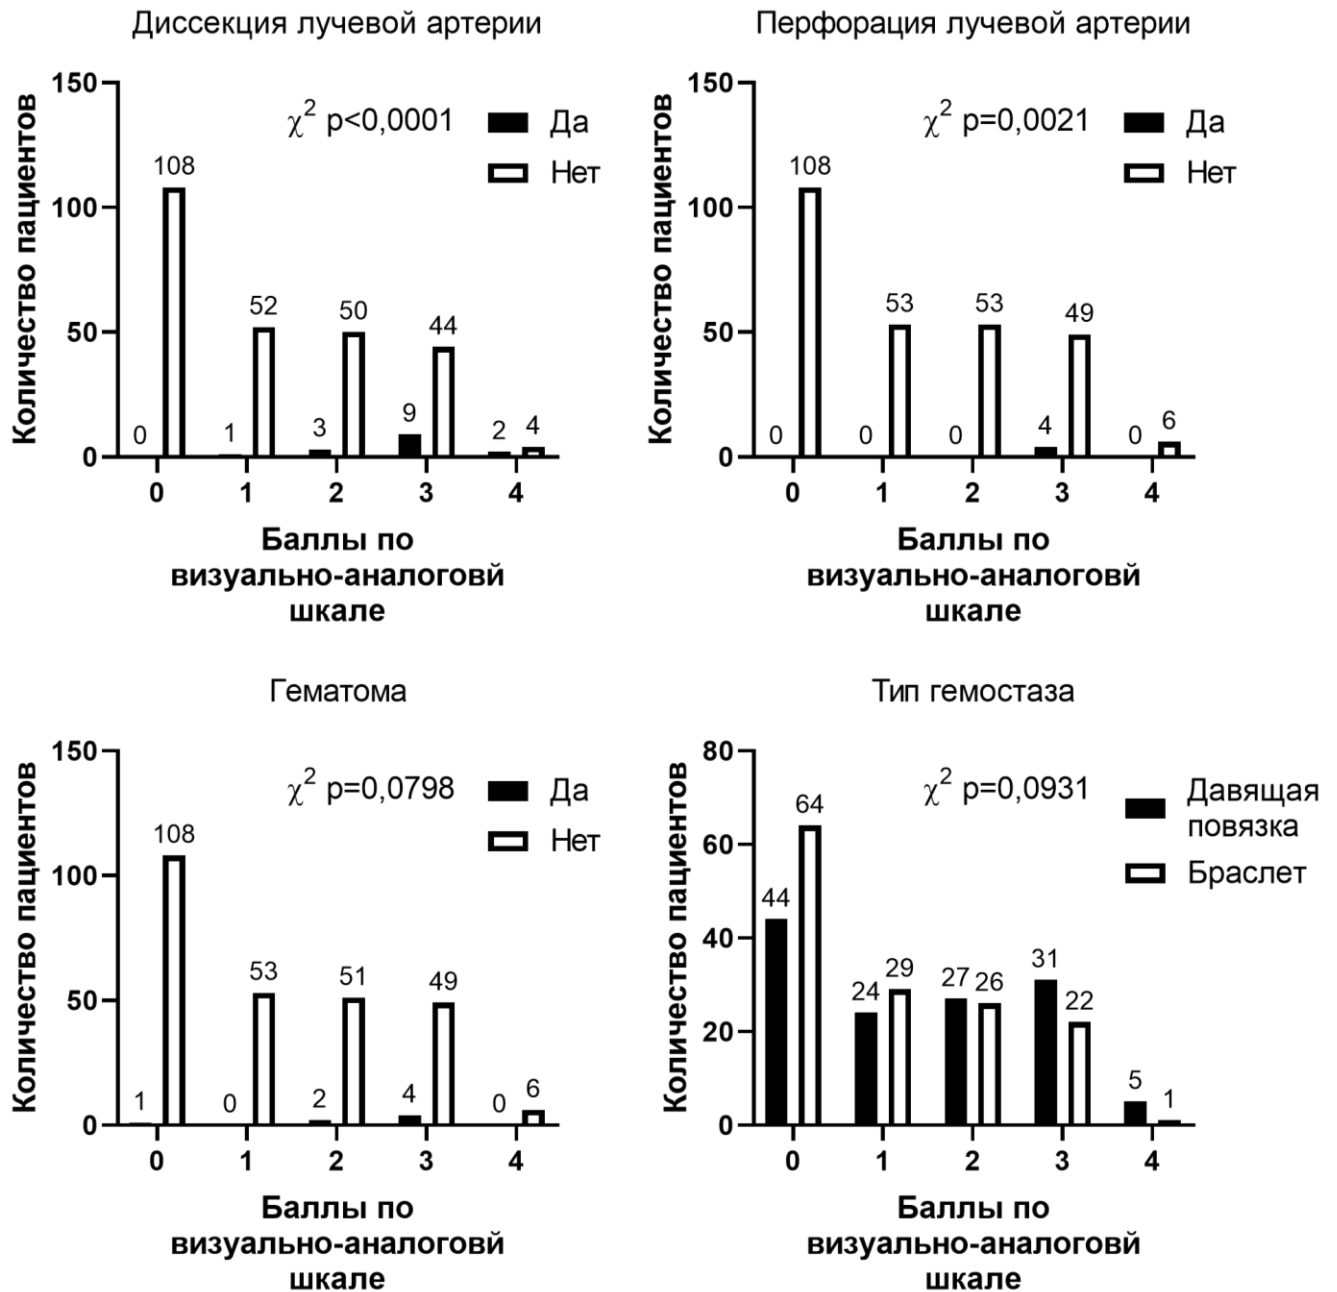 Диссекция лучевой артерии
150
100
50
0
Количество пациентов
χ² p<0,0001
Да
Нет
108
52
50
44
0
1
3
9
2
4
0
1
2
3
4
Баллы по
визуально-аналоговй
шкале
Перфорация лучевой артерии
150
100
50
0
Количество пациентов
χ² p=0,0021
Да
Нет
108
53
53
49
0
0
0
4
0
6
0
1
2
3
4
Баллы по
визуально-аналоговй
шкале
Гематома
150
100
50
0
Количество пациентов
χ² p=0,0798
Да
Нет
108
53
51
49
1
0
2
4
0
6
0
1
2
3
4
Баллы по
визуально-аналоговй
шкале
Тип гемостаза
80
60
40
20
0
Количество пациентов
χ² p=0,0931
Давящая
повязка
Браслет
44
64
24
29
27
26
31
22
5
1
0
1
2
3
4
Баллы по
визуально-аналоговй
шкале